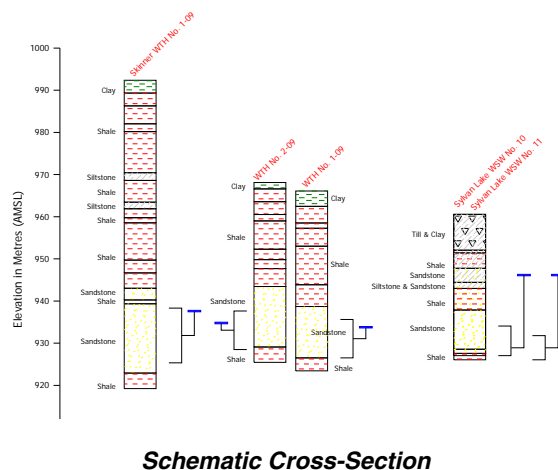 Elevation in Metres (AMSL)
1000
990
980
970
960
950
940
930
920
Skinner WTH No. 1-09
Clay
Shale
Siltstone
Shale
Siltstone
Shale
Shale
Sandstone
Shale
Sandstone
Shale
WTH No. 2-09
Clay
Shale
Sandstone
Shale
WTH No. 1-09
Clay
Shale
Sandstone
Shale
Sylvan Lake WSW No. 10
Sylvan Lake WSW No. 11
Till & Clay
Shale
Sandstone
Siltstone & Sandstone
Shale
Sandstone
Shale
Schematic Cross-Section